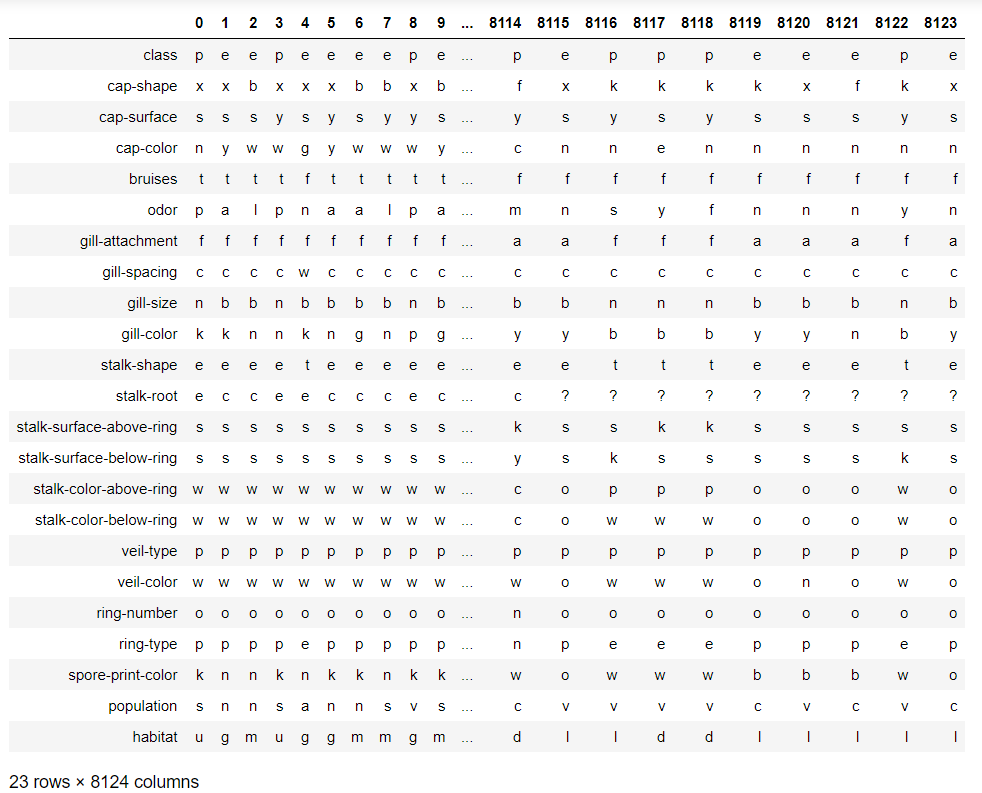 0 1 2 3 4 5 6 7 8 9 ... 8114 8115 8116 8117 8118 8119 8120 8121 8122 8123
class p e e p e e e e p e ... p e p p p e e e p e
cap-shape x x b x x x b b x b ... f x k k k k x f k x
cap-surface s s s y s y s y y s ... y s y s y s s s y s
cap-color n y w w g y w w w y ... c n n e n n n n n n
bruises t t t t f t t t t t ... f f f f f f f f f f
odor p a l p n a a l p a ... m n s y f n n n y n
gill-attachment f f f f f f f f f f ... a a f f f a a a f a
gill-spacing c c c c w c c c c c ... c c c c c c c c c c
gill-size n b b n b b b b n b ... b b n n n b b b n b
gill-color k k n n k n g n p g ... y y b b b y y n b y
stalk-shape e e e e t e e e e e ... e e t t t e e e t e
stalk-root e c c e e c c c e c ... c ? ? ? ? ? ? ? ? ?
stalk-surface-above-ring s s s s s s s s s s ... k s s k k s s s s s
stalk-surface-below-ring s s s s s s s s s s ... y s k s s s s s k s
stalk-color-above-ring w w w w w w w w w w ... c o p p p o o o w o
stalk-color-below-ring w w w w w w w w w w ... c o w w w o o o w o
veil-type p p p p p p p p p p ... p p p p p p p p p p
veil-color w w w w w w w w w w ... w o w w w o n o w o
ring-number o o o o o o o o o o ... n o o o o o o o o o
ring-type p p p p e p p p p p ... n p e e e p p p e p
spore-print-color k n n k n k k n k k ... w o w w w b b b w o
population s n n s a n n s v s ... c v v v v c v c v c
habitat u g m u g g m m g m ... d l l d d l l l l l
23 rows × 8124 columns